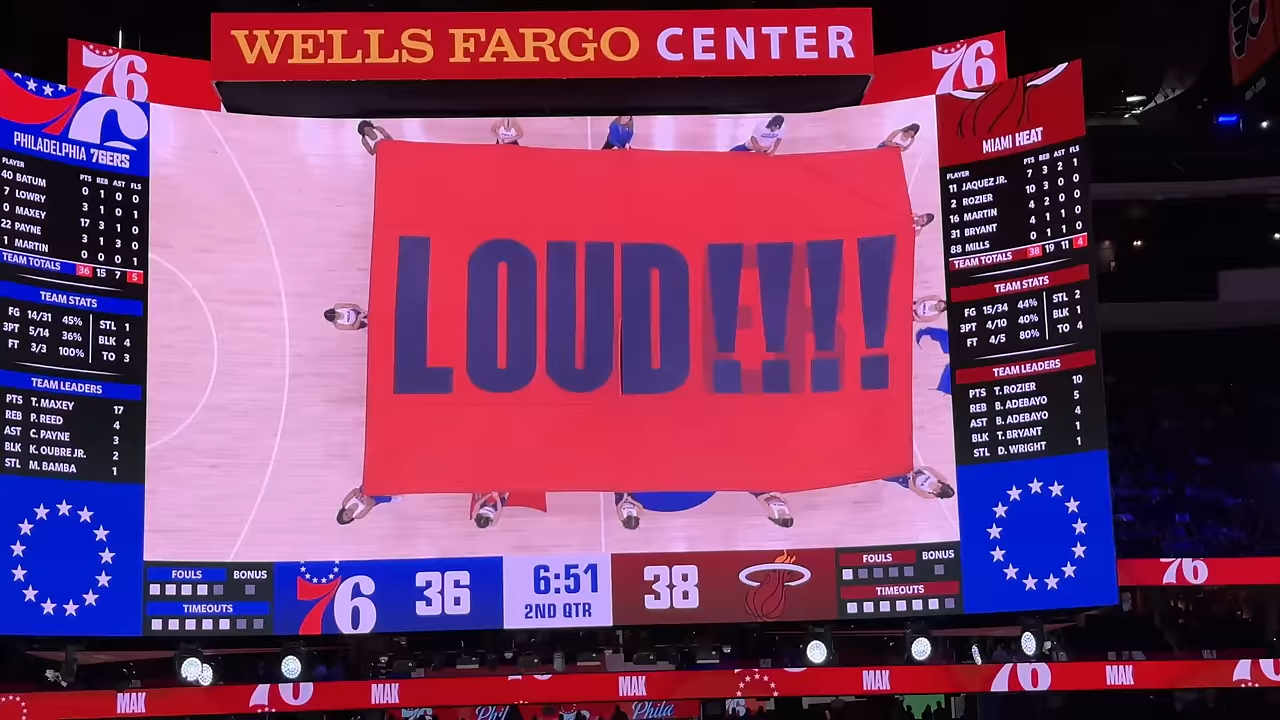 WELLS FARGO CENTER
76
76
PHILADELPHIA 76ERS
PLAYER PTS REB AST FLS
40 BATUM 0 1 0 0
7 LOWRY 3 1 0 1
0 MAXEY 17 3 1 0
22 PAYNE 3 1 3 0
1 MARTIN 0 0 0 1
TEAM TOTALS 36 15 7 5
TEAM STATS
FG 14/31 45% STL 1
3PT 5/14 36% BLK 4
FT 3/3 100% TO 3
TEAM LEADERS
PTS T. MAXEY 17
REB P. REED 4
AST C. PAYNE 3
BLK K. OUBRE JR. 2
STL M. BAMBA 1
LOUD!!!!
MIAMI HEAT
PLAYER PTS REB AST FLS
11 JAQUEZ JR. 7 3 2 1
2 ROZIER 10 3 0 0
16 MARTIN 4 2 0 0
31 BRYANT 4 1 1 0
88 MILLS 0 1 1 0
TEAM TOTALS 38 19 11 4
TEAM STATS
FG 15/34 44% STL 2
3PT 4/10 40% BLK 1
FT 4/5 80% TO 4
TEAM LEADERS
PTS T. ROZIER 10
REB B. ADEBAYO 5
AST B. ADEBAYO 4
BLK T. BRYANT 1
STL D. WRIGHT 1
FOULS BONUS
TIMEOUTS
76 36
6:51
2ND QTR
38
FOULS BONUS
TIMEOUTS
76
MAK 76 MAK MAK MAK 76 MAK
Phila